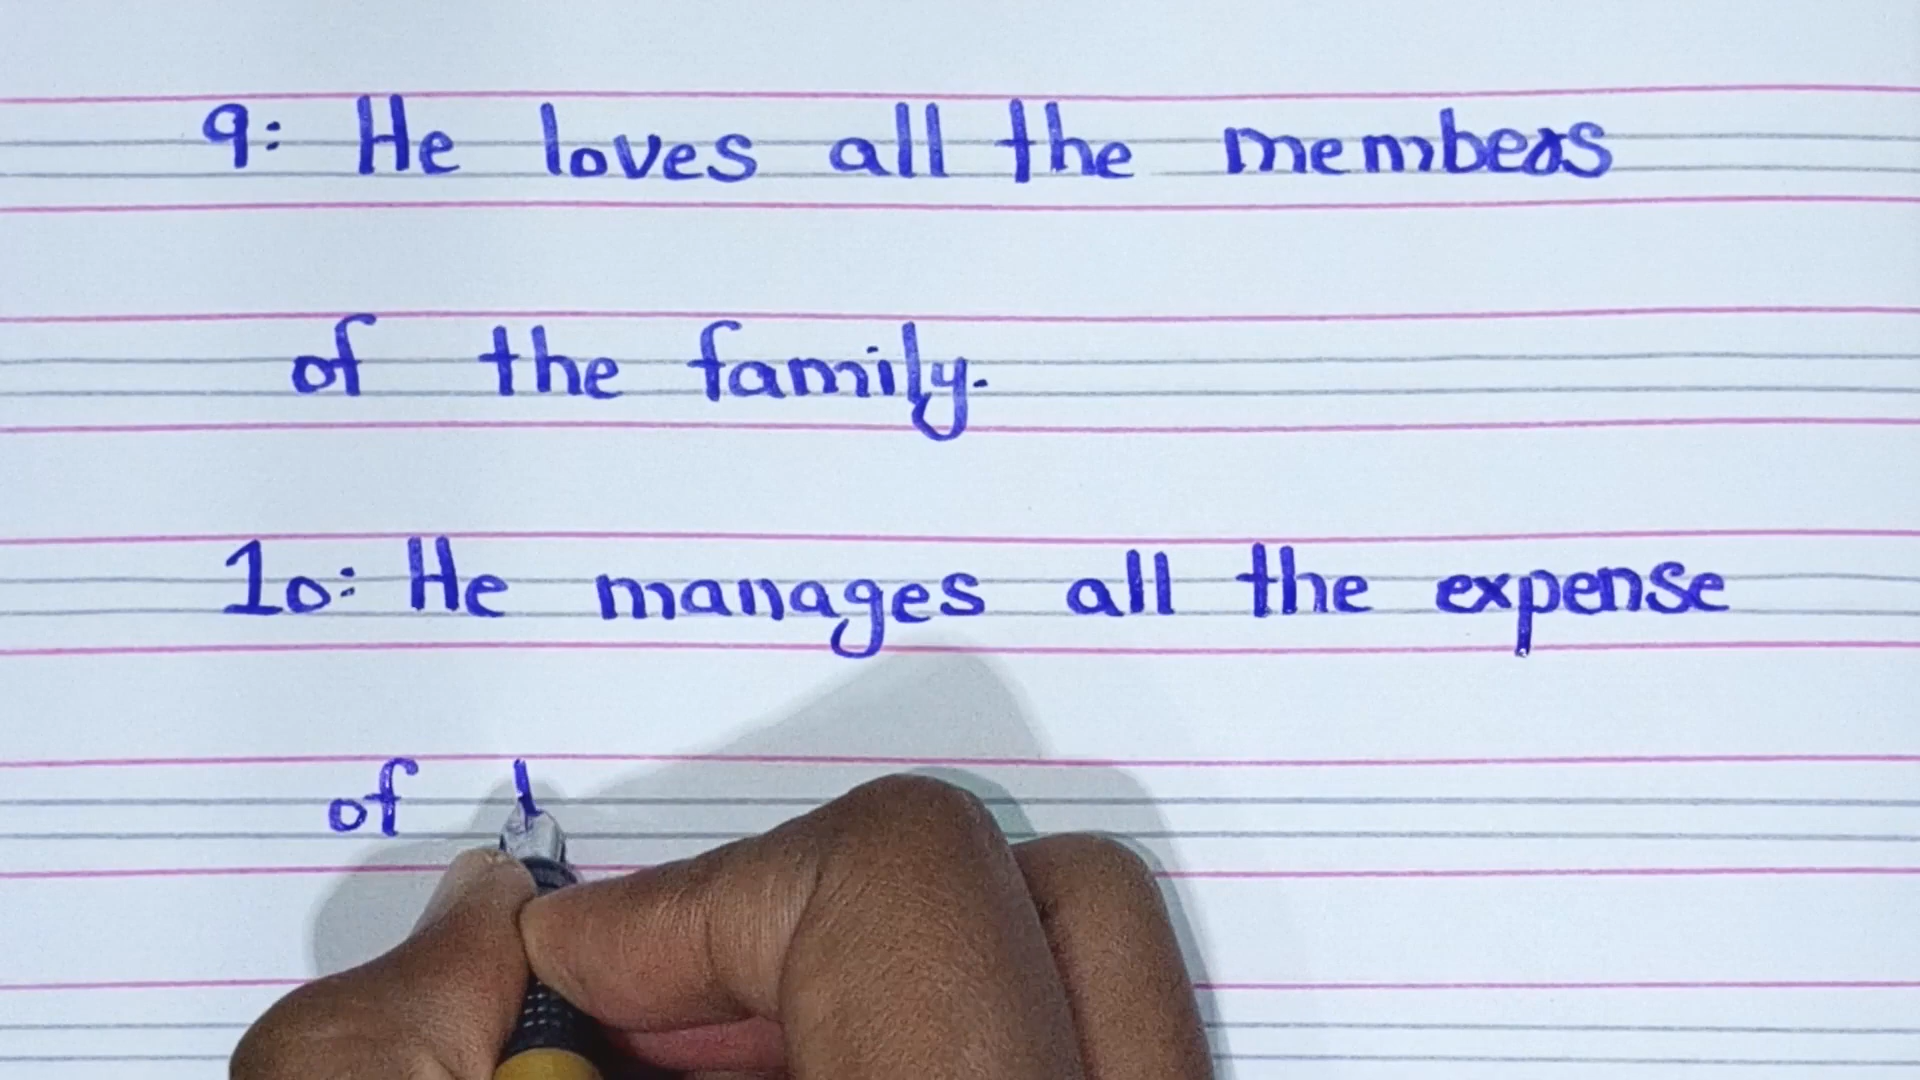 9: He loves all the members
of the family.
10: He manages all the expense
of